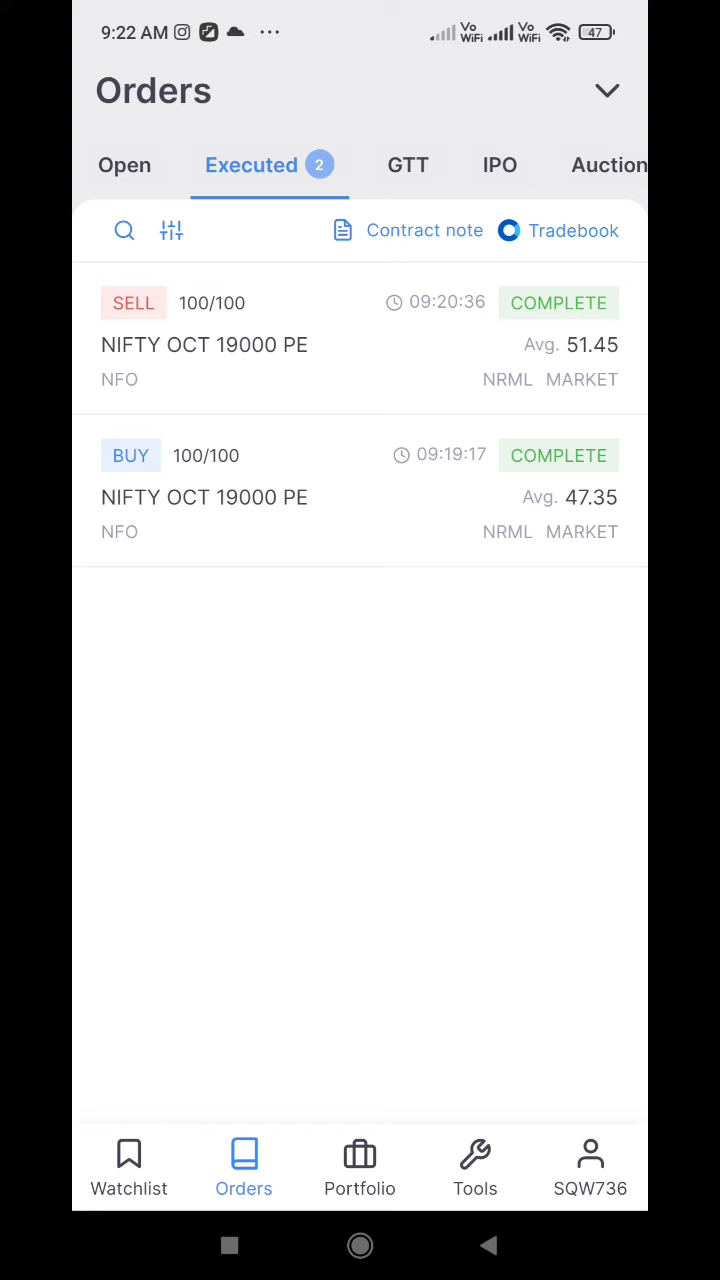 9:22 AM ... Vo WiFi Vo WiFi 47
Orders
Open Executed 2 GTT IPO Auction
Contract note Tradebook
SELL 100/100 09:20:36 COMPLETE
NIFTY OCT 19000 PE Avg. 51.45
NFO NRML MARKET
BUY 100/100 09:19:17 COMPLETE
NIFTY OCT 19000 PE Avg. 47.35
NFO NRML MARKET
Watchlist Orders Portfolio Tools SQW736